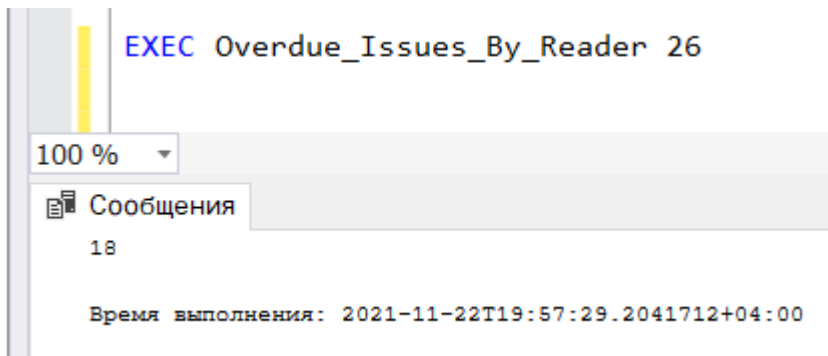 EXEC Overdue_Issues_By_Reader 26
100 %
Сообщения
18
Время выполнения: 2021-11-22T19:57:29.2041712+04:00